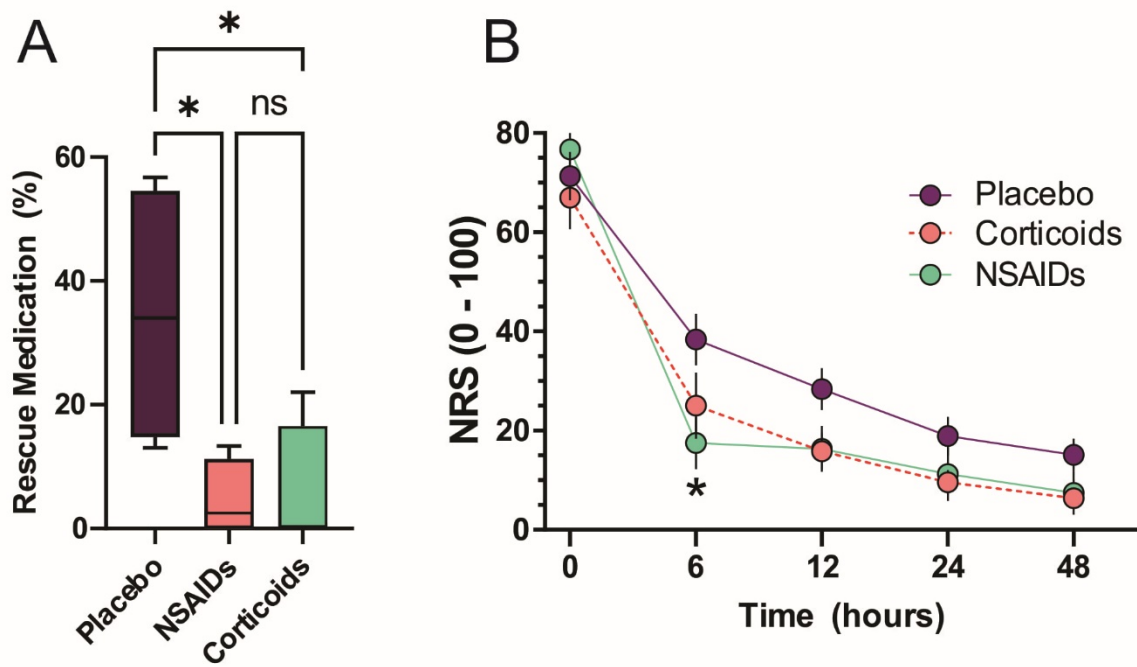 A
*
*
ns
Rescue Medication (%)
60
40
20
0
Placebo
NSAIDs
Corticoids
B
NRS (0 - 100)
80
60
40
20
0
Placebo
Corticoids
NSAIDs
*
0 6 12 24 48
Time (hours)